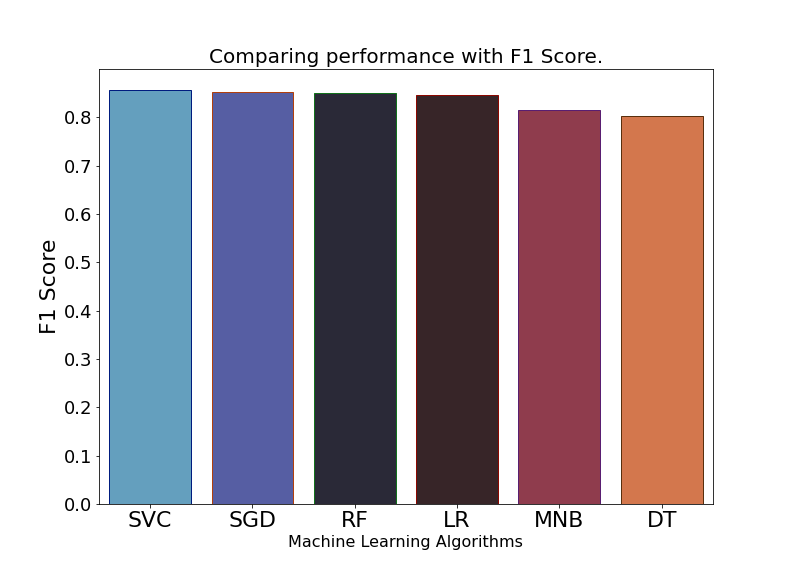 Comparing performance with F1 Score.
0.8
0.7
0.6
0.5
0.4
0.3
0.2
0.1
0.0
F1 Score
SVC SGD RF LR MNB DT
Machine Learning Algorithms